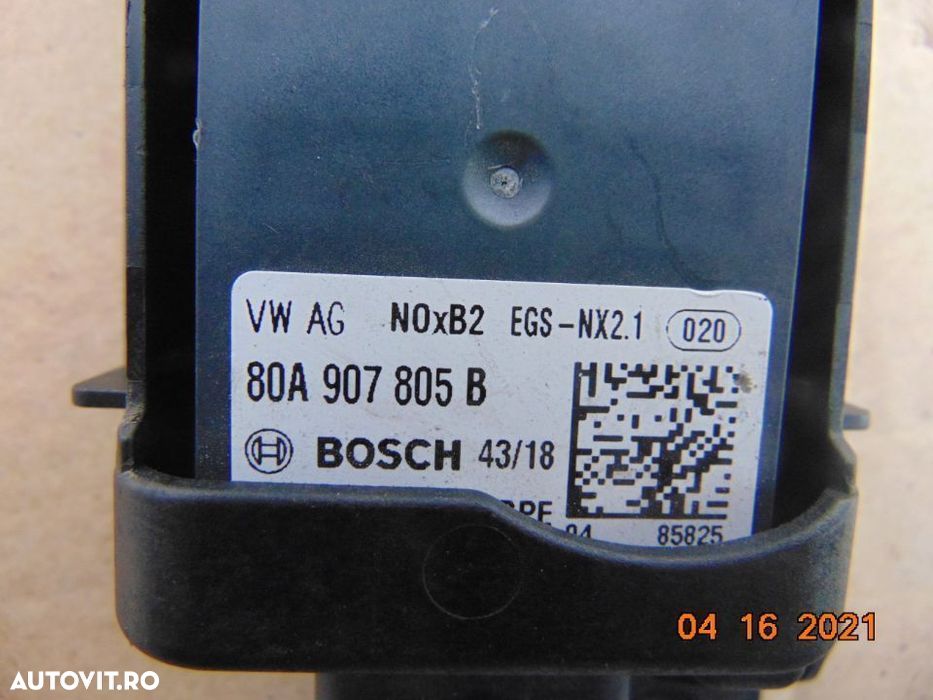 VW AG NOxB2 EGS-NX2.1 020
80A 907 805 B
BOSCH 43/18
85825
04 16 2021
AUTOVIT.RO